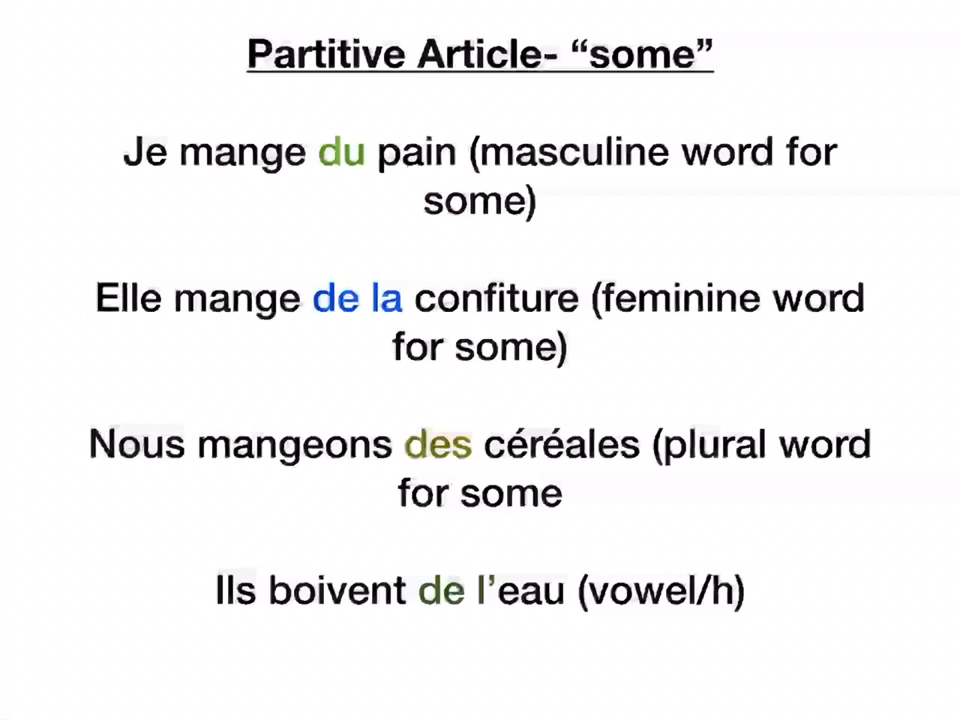 Partitive Article- “some”
Je mange du pain (masculine word for
some)
Elle mange de la confiture (feminine word
for some)
Nous mangeons des céréales (plural word
for some
Ils boivent de l’eau (vowel/h)